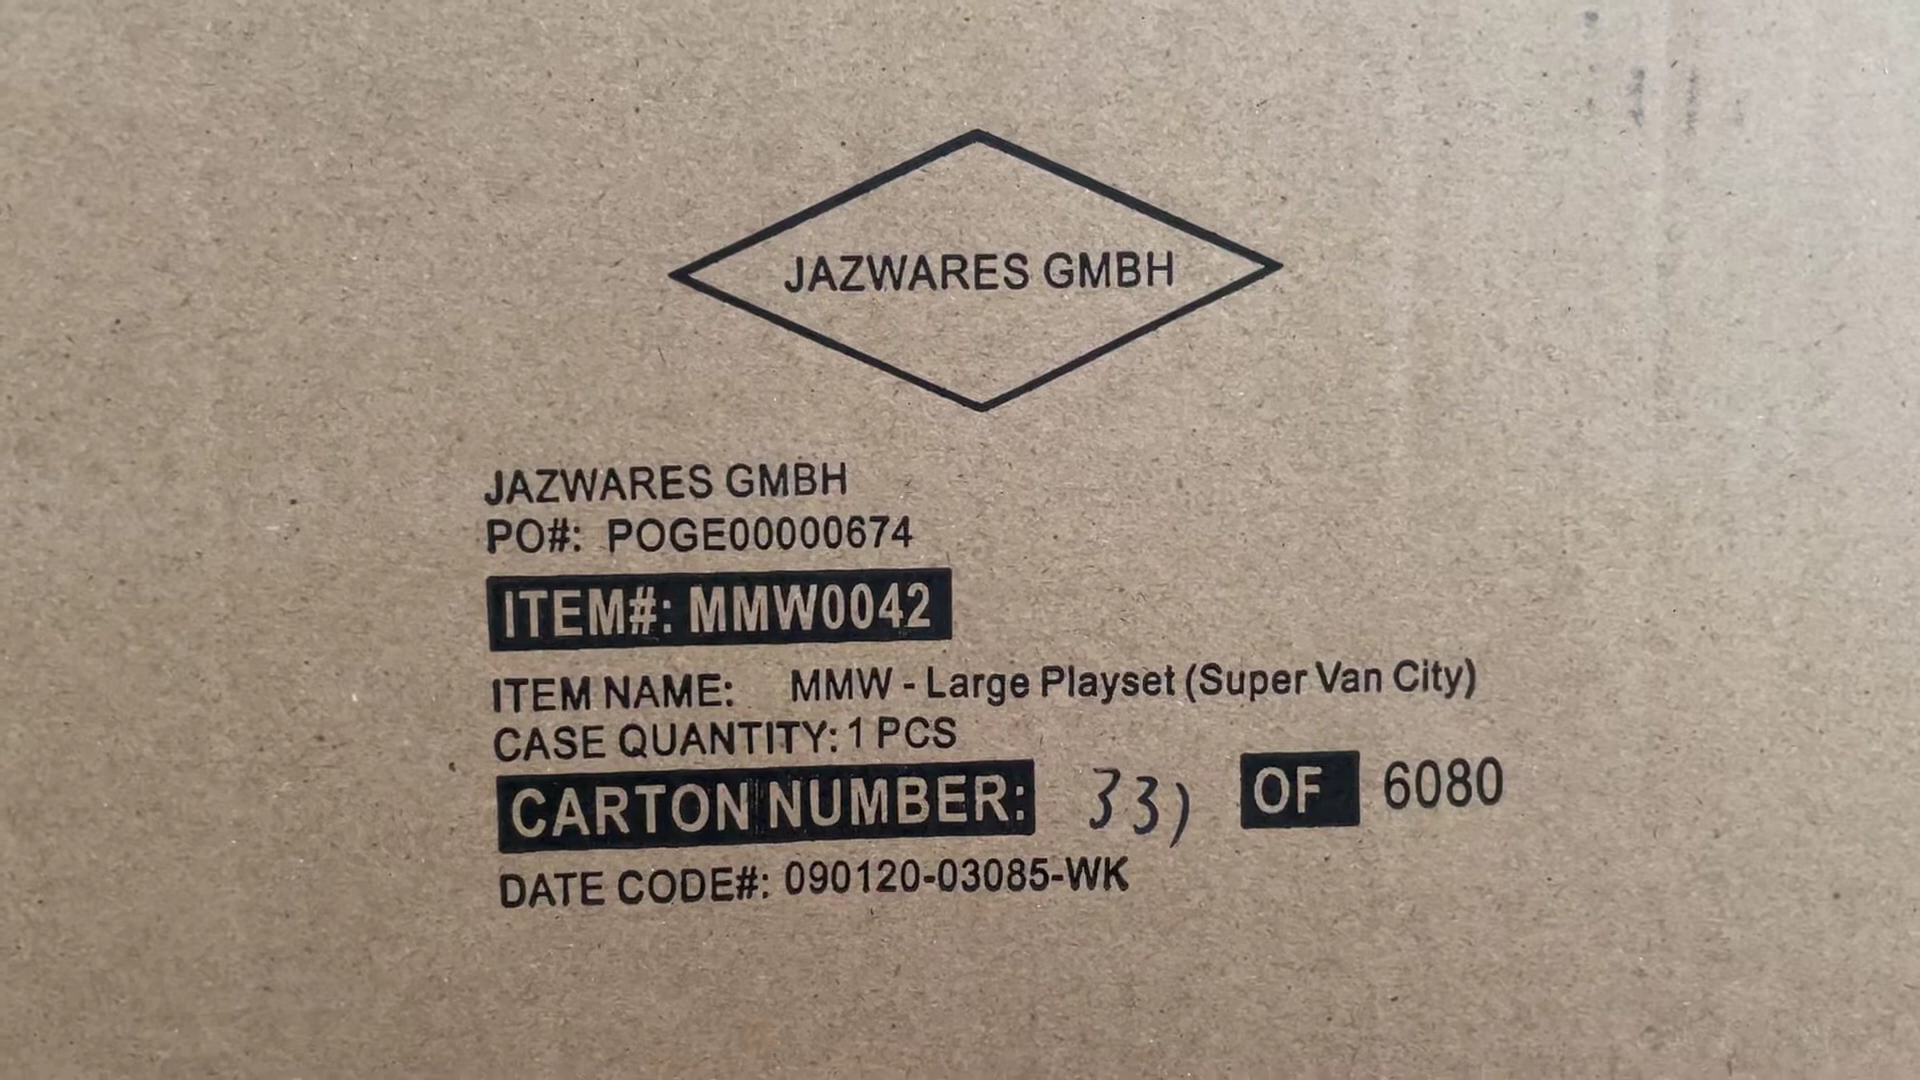 JAZWARES GMBH
JAZWARES GMBH
PO#: POGE00000674
ITEM#: MMW0042
ITEM NAME: MMW - Large Playset (Super Van City)
CASE QUANTITY: 1 PCS
CARTON NUMBER: OF 6080
DATE CODE#: 090120-03085-WK